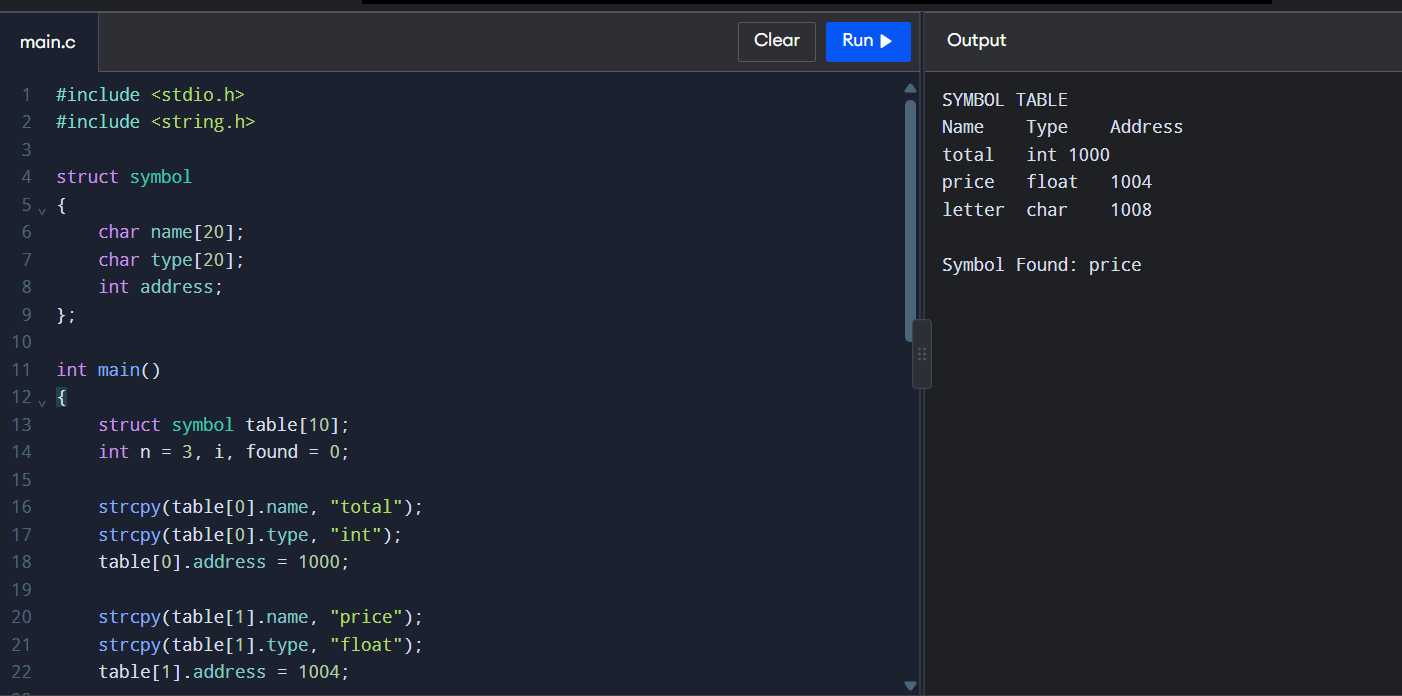 main.c
Clear
Run
Output
1 #include <stdio.h>
2 #include <string.h>
3
4 struct symbol
5 {
6     char name[20];
7     char type[20];
8     int address;
9 };
10
11 int main()
12 {
13     struct symbol table[10];
14     int n = 3, i, found = 0;
15
16     strcpy(table[0].name, "total");
17     strcpy(table[0].type, "int");
18     table[0].address = 1000;
19
20     strcpy(table[1].name, "price");
21     strcpy(table[1].type, "float");
22     table[1].address = 1004;
SYMBOL TABLE
Name    Type    Address
total   int 1000
price   float   1004
letter  char    1008

Symbol Found: price